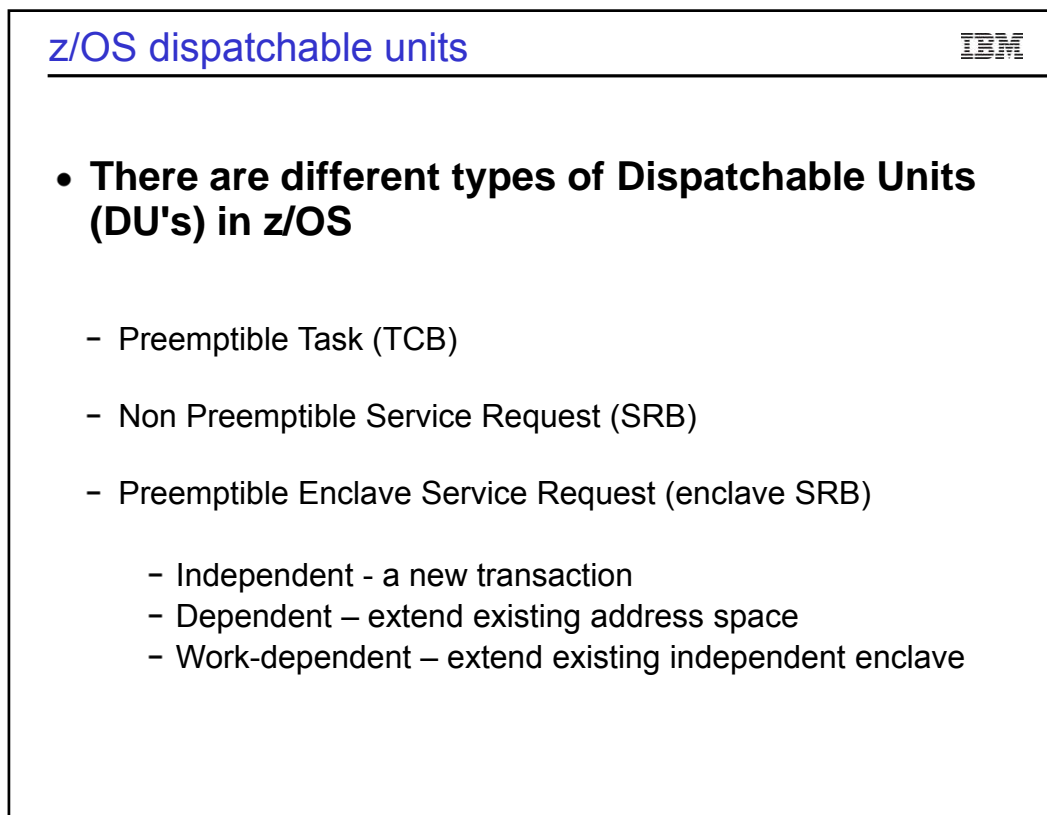 z/OS dispatchable units
IBM
• There are different types of Dispatchable Units
(DU's) in z/OS
– Preemptible Task (TCB)
– Non Preemptible Service Request (SRB)
– Preemptible Enclave Service Request (enclave SRB)
– Independent - a new transaction
– Dependent – extend existing address space
– Work-dependent – extend existing independent enclave